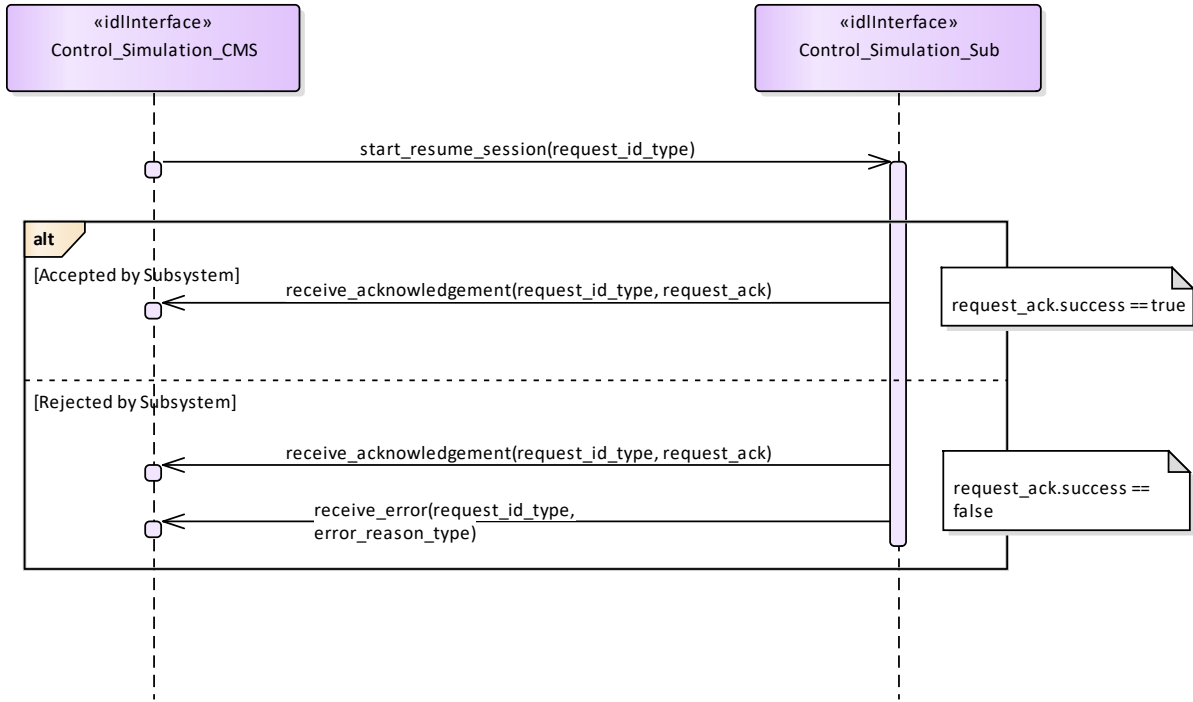 «idlInterface»
Control_Simulation_CMS
«idlInterface»
Control_Simulation_Sub
start_resume_session(request_id_type)
alt
[Accepted by Subsystem]
receive_acknowledgement(request_id_type, request_ack)
request_ack.success == true
[Rejected by Subsystem]
receive_acknowledgement(request_id_type, request_ack)
request_ack.success ==
false
receive_error(request_id_type,
error_reason_type)